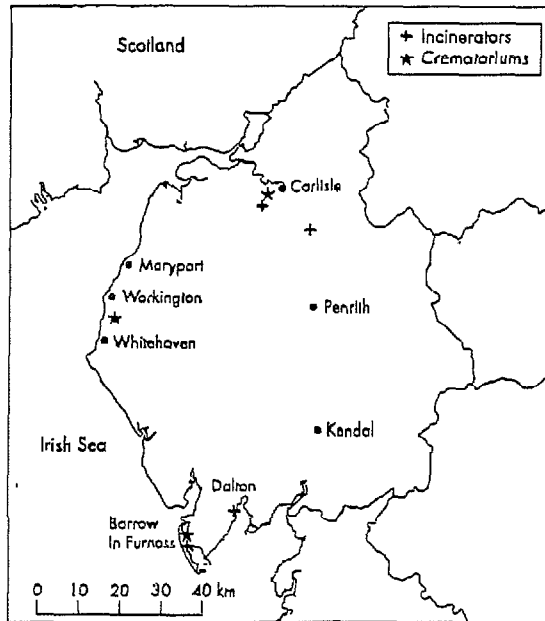 Scotland
+ Incinerators
★ Crematoriums
Carlisle
Maryport
Workington
Penrith
Whitehaven
Kendal
Irish Sea
Dalton
Barrow
In Furness
0 10 20 30 40 km